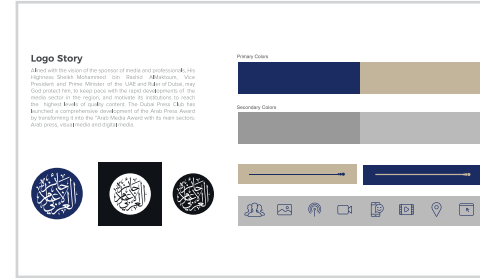 Logo Story
Alined with the vision of the sponsor of media and professionals, His
Highness Sheikh Mohammed bin Rashid AlMaktoum, Vice
President and Prime Minister of the UAE and Ruler of Dubai, may
God protect him, to keep pace with the rapid developments of the
media sector in the region, and motivate its institutions to reach
the highest levels of quality content. The Dubai Press Club has
launched a comprehensive development of the Arab Press Award
by transforming it into the "Arab Media Award with its main sectors:
Arab press, visual media and digital media.
Primary Colors
Secondary Colors